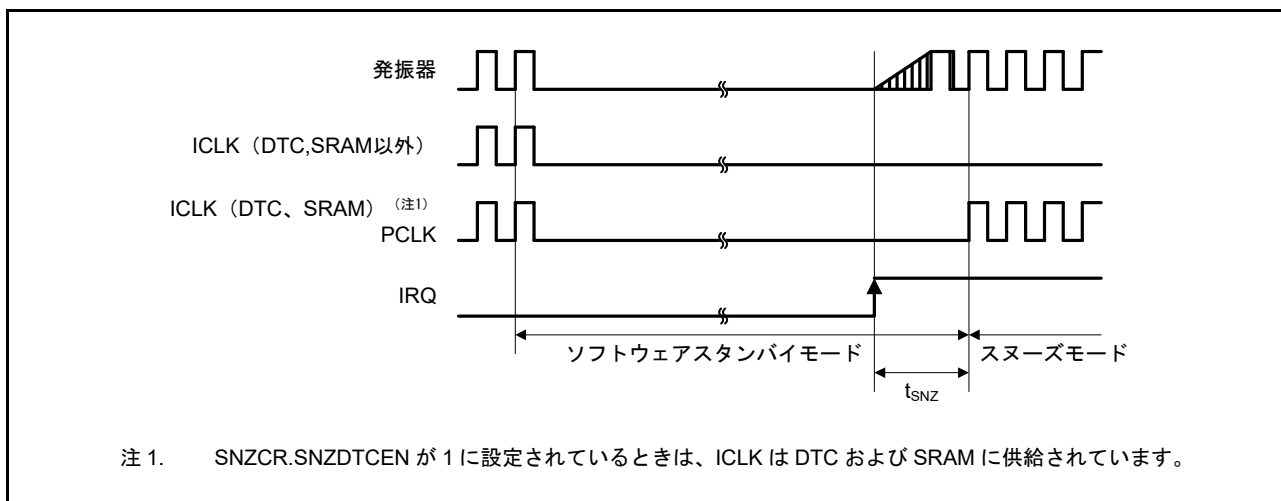 発振器
ICLK（DTC,SRAM以外）
ICLK（DTC、SRAM）（注1）
PCLK
IRQ
ソフトウェアスタンバイモード
スヌーズモード
tSNZ
注 1. SNZCR.SNZDTCEN が 1 に設定されているときは、ICLK は DTC および SRAM に供給されています。